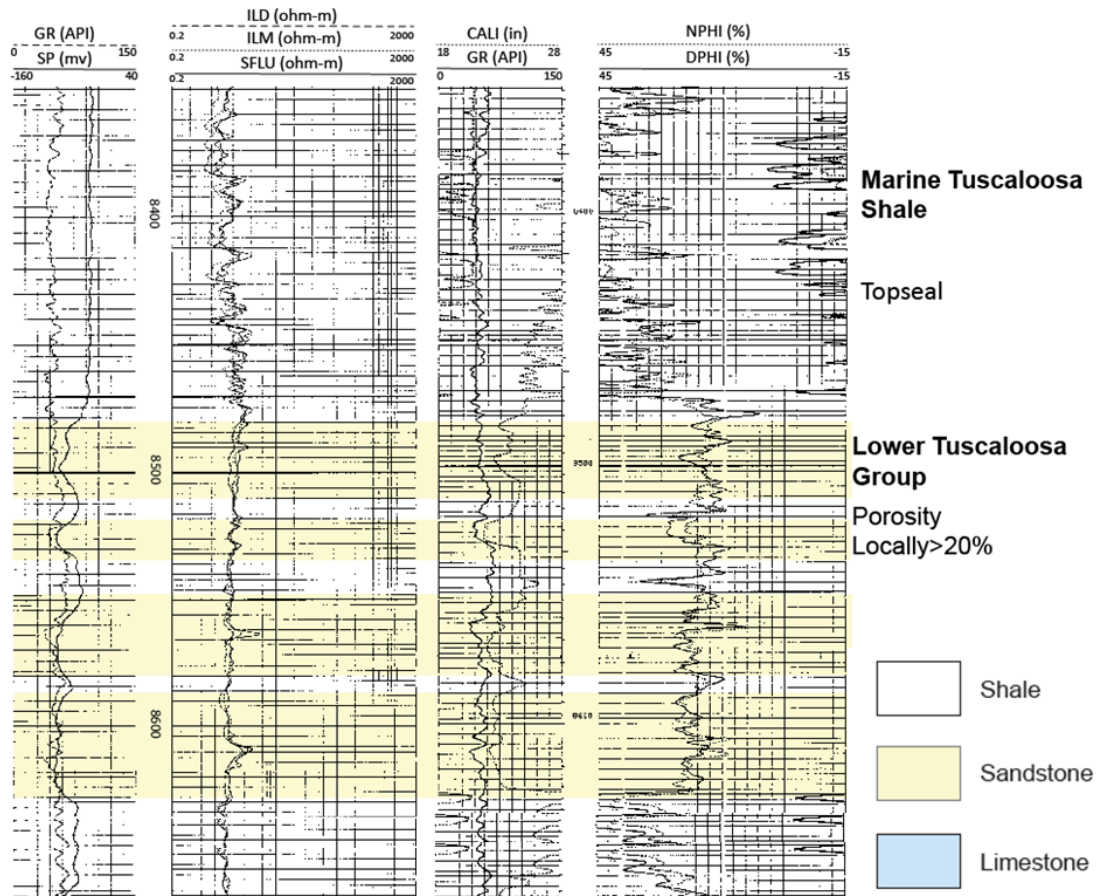 ILD (ohm-m)
GR (API) ILM (ohm-m) CALI (in) NPHI (%)
0 150 0.2 2000 18 28 45 -15
SP (mv) 0.2 2000 GR (API) DPHI (%)
-160 40 SFLU (ohm-m) 0 150 45 -15
0.2 2000
Marine Tuscaloosa
Shale
8400
Topseal
Lower Tuscaloosa
Group
8500
Porosity
Locally>20%
Shale
8600
Sandstone
Limestone